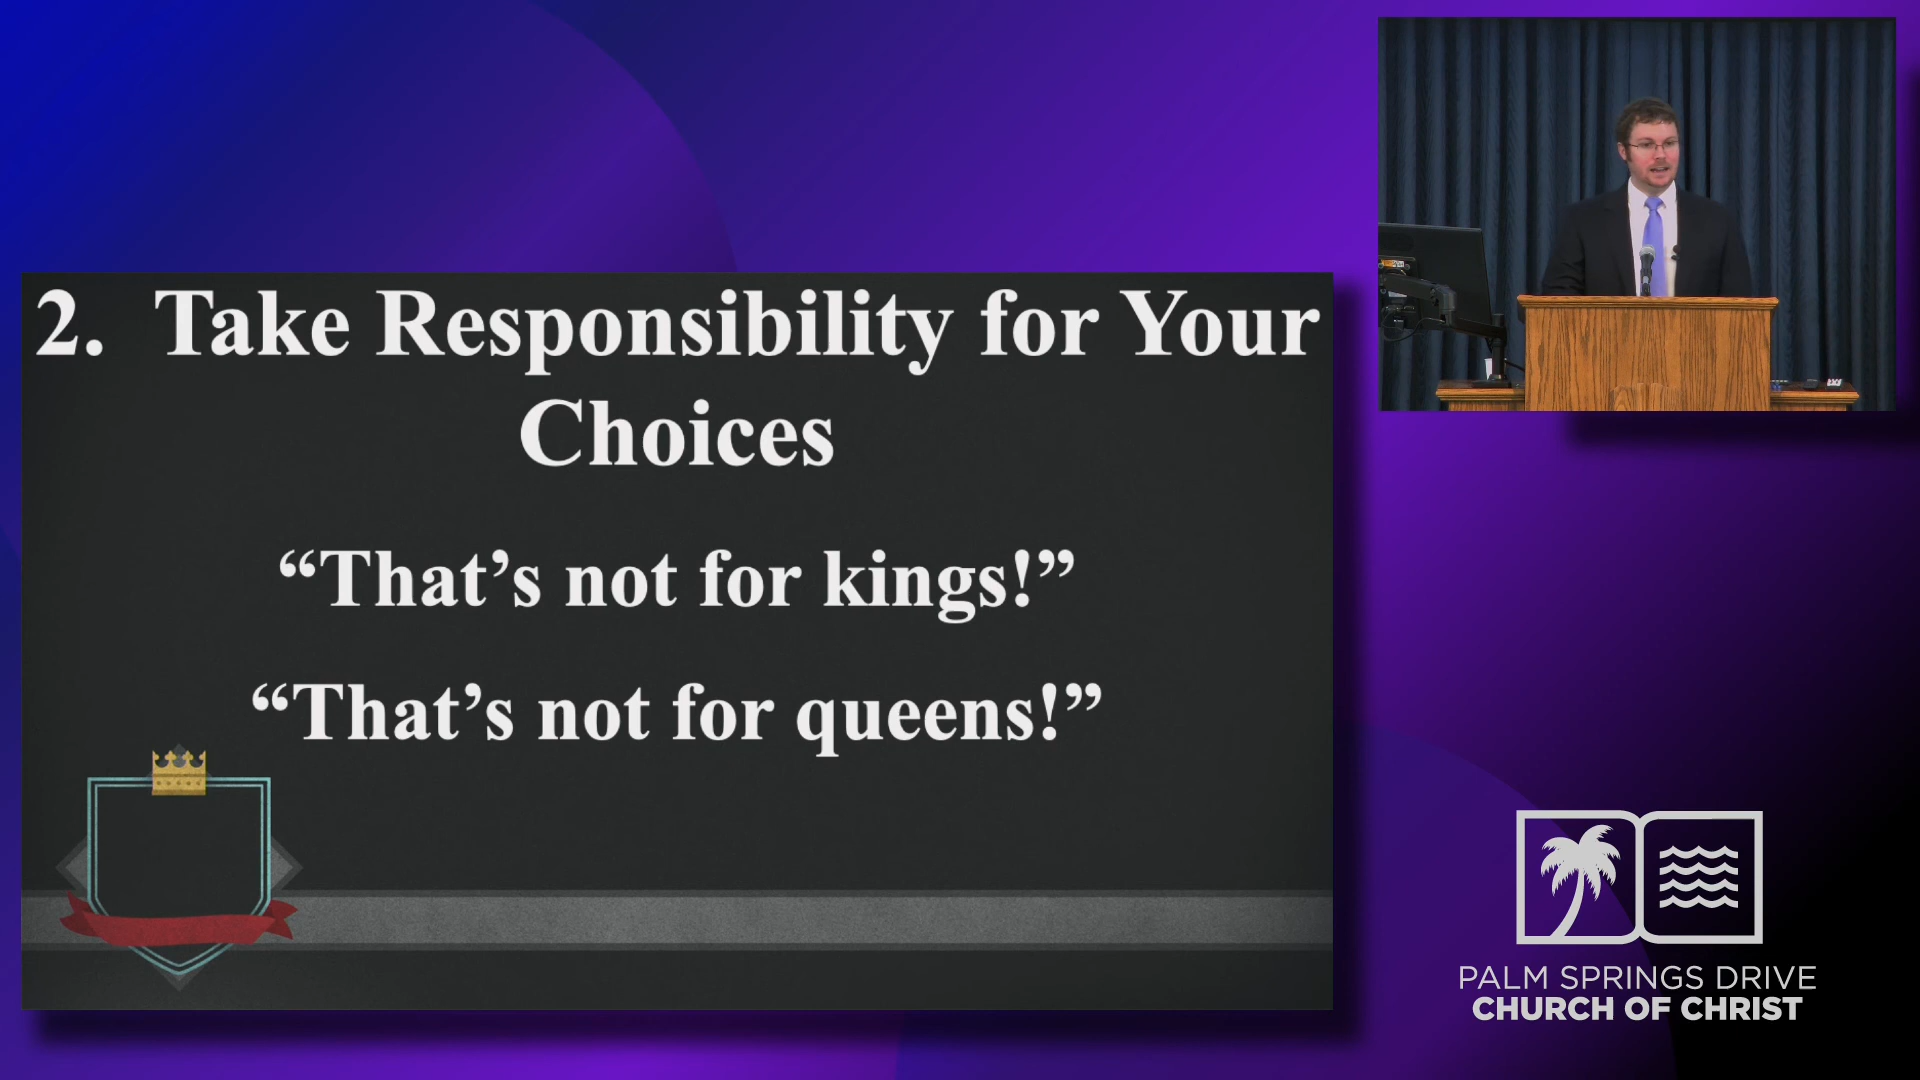 2. Take Responsibility for Your
Choices
“That’s not for kings!”
“That’s not for queens!”
PALM SPRINGS DRIVE
CHURCH OF CHRIST